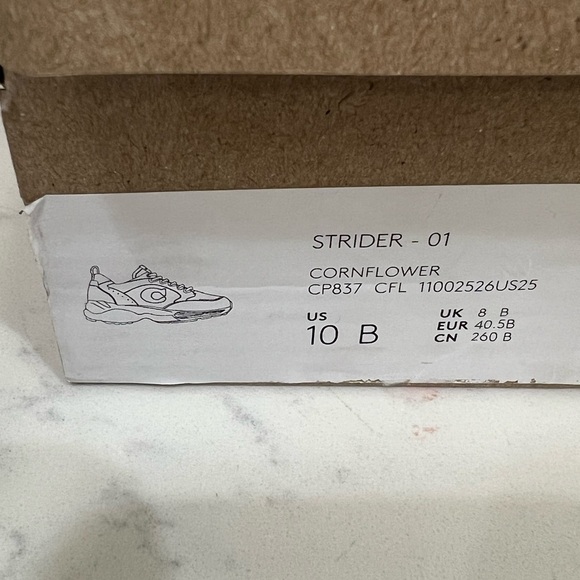 STRIDER - 01
CORNFLOWER
CP837 CFL 11002526US25
US
10 B
UK 8 B
EUR 40.5B
CN 260 B